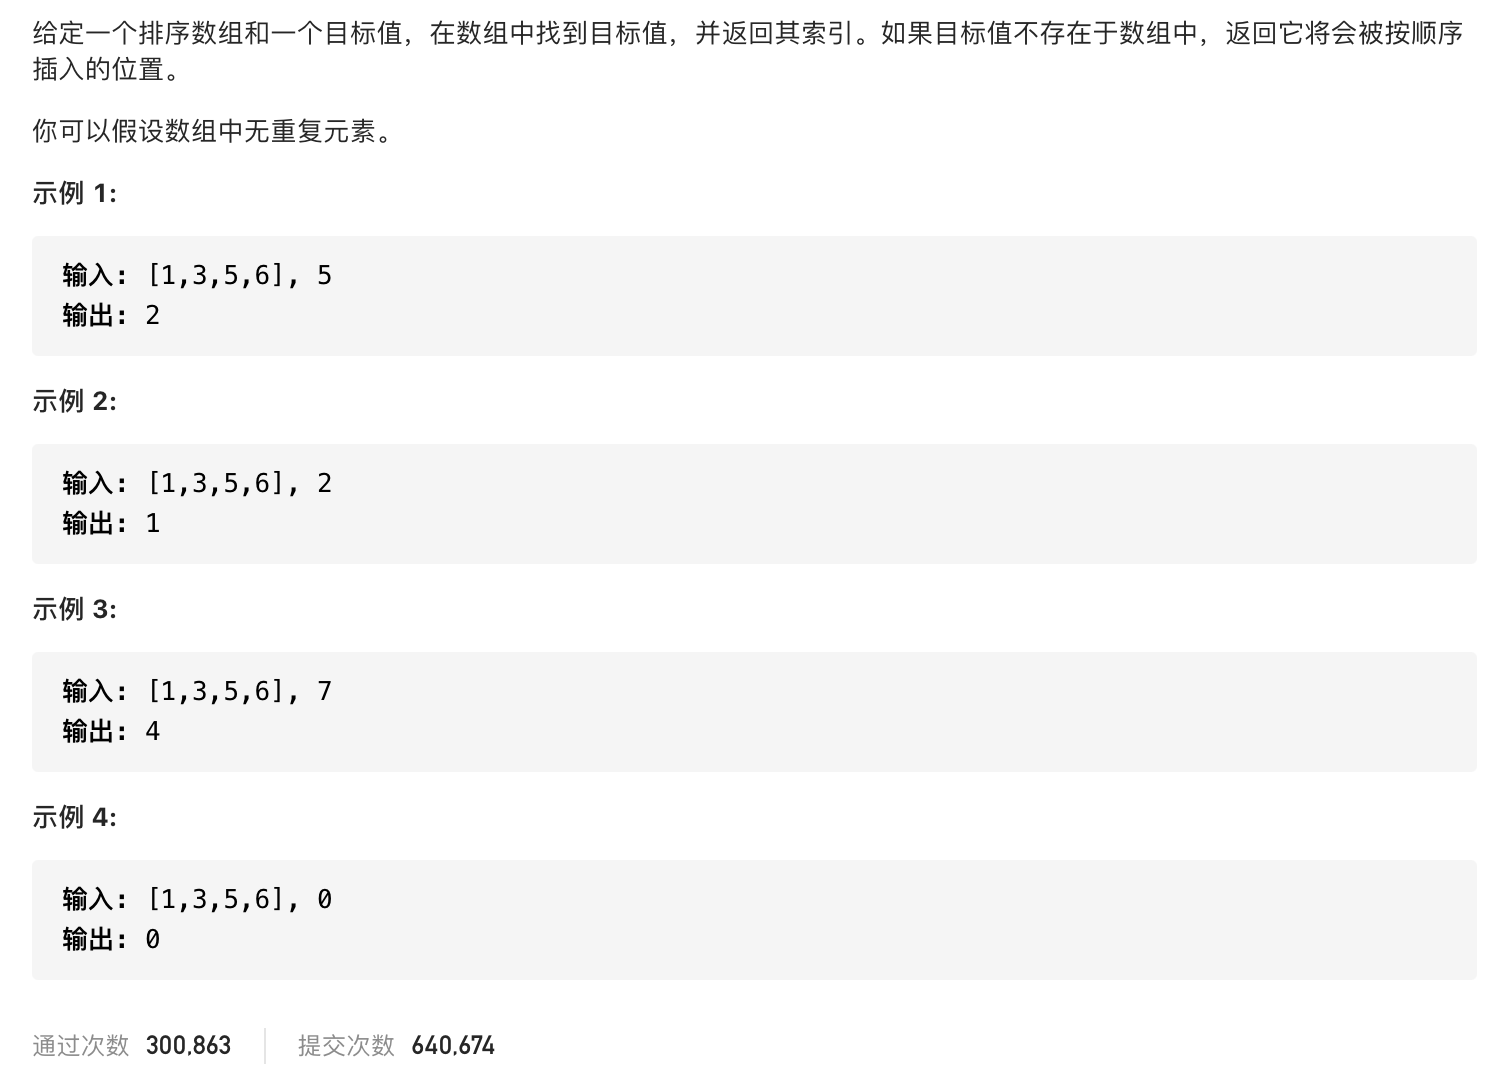 给定一个排序数组和一个目标值，在数组中找到目标值，并返回其索引。如果目标值不存在于数组中，返回它将会被按顺序
插入的位置。
你可以假设数组中无重复元素。
示例 1:
输入: [1,3,5,6], 5
输出: 2
示例 2:
输入: [1,3,5,6], 2
输出: 1
示例 3:
输入: [1,3,5,6], 7
输出: 4
示例 4:
输入: [1,3,5,6], 0
输出: 0
通过次数 300,863 提交次数 640,674